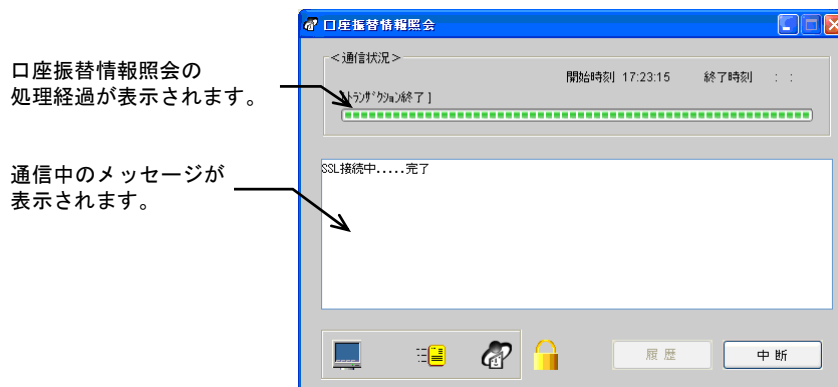 口座振替情報照会
口座振替情報照会の
処理経過が表示されます。
通信中のメッセージが
表示されます。
＜通信状況＞
開始時刻 17:23:15 終了時刻 : :
ﾄﾗﾝｻﾞｸｼｮﾝ終了 ]
SSL接続中.....完了
履 歴
中 断